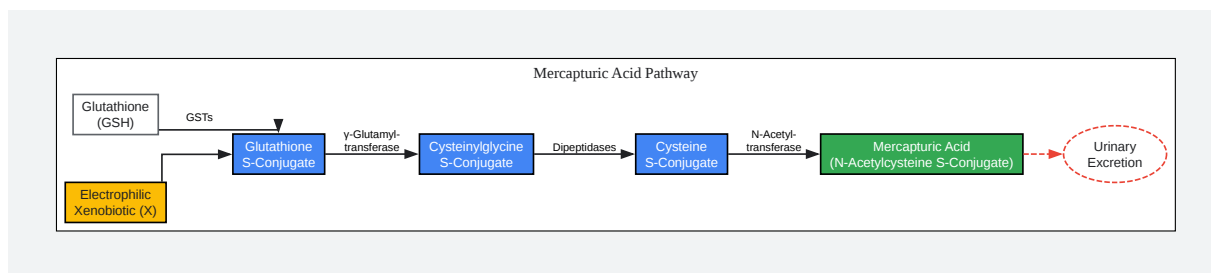 Mercapturic Acid Pathway
Glutathione
(GSH)
GSTs
Electrophilic
Xenobiotic (X)
Glutathione
S-Conjugate
γ-Glutamyl-
transferase
Cysteinylglycine
S-Conjugate
Dipeptidases
Cysteine
S-Conjugate
N-Acetyl-
transferase
Mercapturic Acid
(N-Acetylcysteine S-Conjugate)
Urinary
Excretion